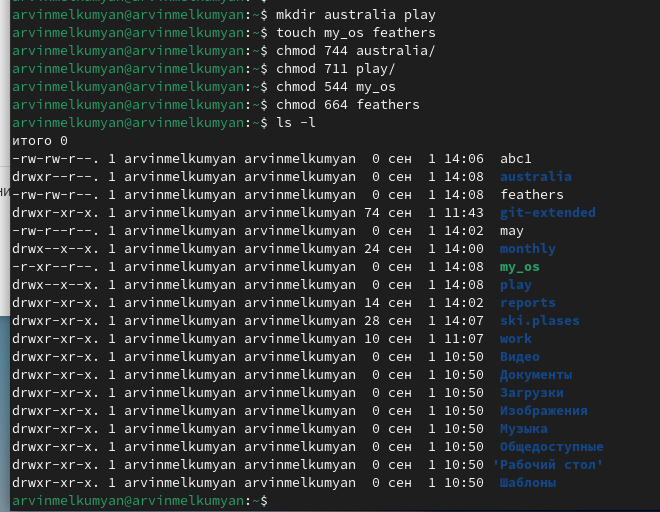 arvinmelkumyan@arvinmelkumyan:~$ mkdir australia play
arvinmelkumyan@arvinmelkumyan:~$ touch my_os feathers
arvinmelkumyan@arvinmelkumyan:~$ chmod 744 australia/
arvinmelkumyan@arvinmelkumyan:~$ chmod 711 play/
arvinmelkumyan@arvinmelkumyan:~$ chmod 544 my_os
arvinmelkumyan@arvinmelkumyan:~$ chmod 664 feathers
arvinmelkumyan@arvinmelkumyan:~$ ls -l
итого 0
-rw-rw-r--. 1 arvinmelkumyan arvinmelkumyan  0 сен  1 14:06  abc1
drwxr--r--. 1 arvinmelkumyan arvinmelkumyan  0 сен  1 14:08  australia
-rw-rw-r--. 1 arvinmelkumyan arvinmelkumyan  0 сен  1 14:08  feathers
drwxr-xr-x. 1 arvinmelkumyan arvinmelkumyan 74 сен  1 11:43  git-extended
-rw-r--r--. 1 arvinmelkumyan arvinmelkumyan  0 сен  1 14:02  may
drwx--x--x. 1 arvinmelkumyan arvinmelkumyan 24 сен  1 14:00  monthly
-r-xr--r--. 1 arvinmelkumyan arvinmelkumyan  0 сен  1 14:08  my_os
drwx--x--x. 1 arvinmelkumyan arvinmelkumyan  0 сен  1 14:08  play
drwxr-xr-x. 1 arvinmelkumyan arvinmelkumyan 14 сен  1 14:02  reports
drwxr-xr-x. 1 arvinmelkumyan arvinmelkumyan 28 сен  1 14:07  ski.plases
drwxr-xr-x. 1 arvinmelkumyan arvinmelkumyan 10 сен  1 11:07  work
drwxr-xr-x. 1 arvinmelkumyan arvinmelkumyan  0 сен  1 10:50  Видео
drwxr-xr-x. 1 arvinmelkumyan arvinmelkumyan  0 сен  1 10:50  Документы
drwxr-xr-x. 1 arvinmelkumyan arvinmelkumyan  0 сен  1 10:50  Загрузки
drwxr-xr-x. 1 arvinmelkumyan arvinmelkumyan  0 сен  1 10:50  Изображения
drwxr-xr-x. 1 arvinmelkumyan arvinmelkumyan  0 сен  1 10:50  Музыка
drwxr-xr-x. 1 arvinmelkumyan arvinmelkumyan  0 сен  1 10:50  Общедоступные
drwxr-xr-x. 1 arvinmelkumyan arvinmelkumyan  0 сен  1 10:50 'Рабочий стол'
drwxr-xr-x. 1 arvinmelkumyan arvinmelkumyan  0 сен  1 10:50  Шаблоны
arvinmelkumyan@arvinmelkumyan:~$